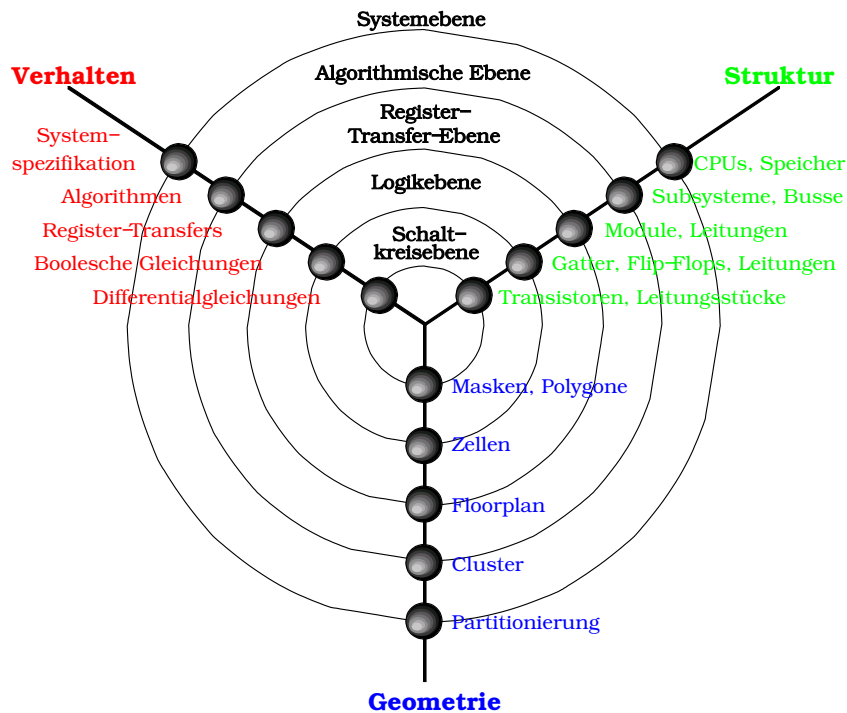 Systemebene
Verhalten
Struktur
Algorithmische Ebene
Register-
Transfer-Ebene
Logikebene
Schalt-
kreisebene
System-
spezifikation
Algorithmen
Register-Transfers
Boolesche Gleichungen
Differentialgleichungen
CPUs, Speicher
Subsysteme, Busse
Module, Leitungen
Gatter, Flip-Flops, Leitungen
Transistoren, Leitungsstücke
Masken, Polygone
Zellen
Floorplan
Cluster
Partitionierung
Geometrie